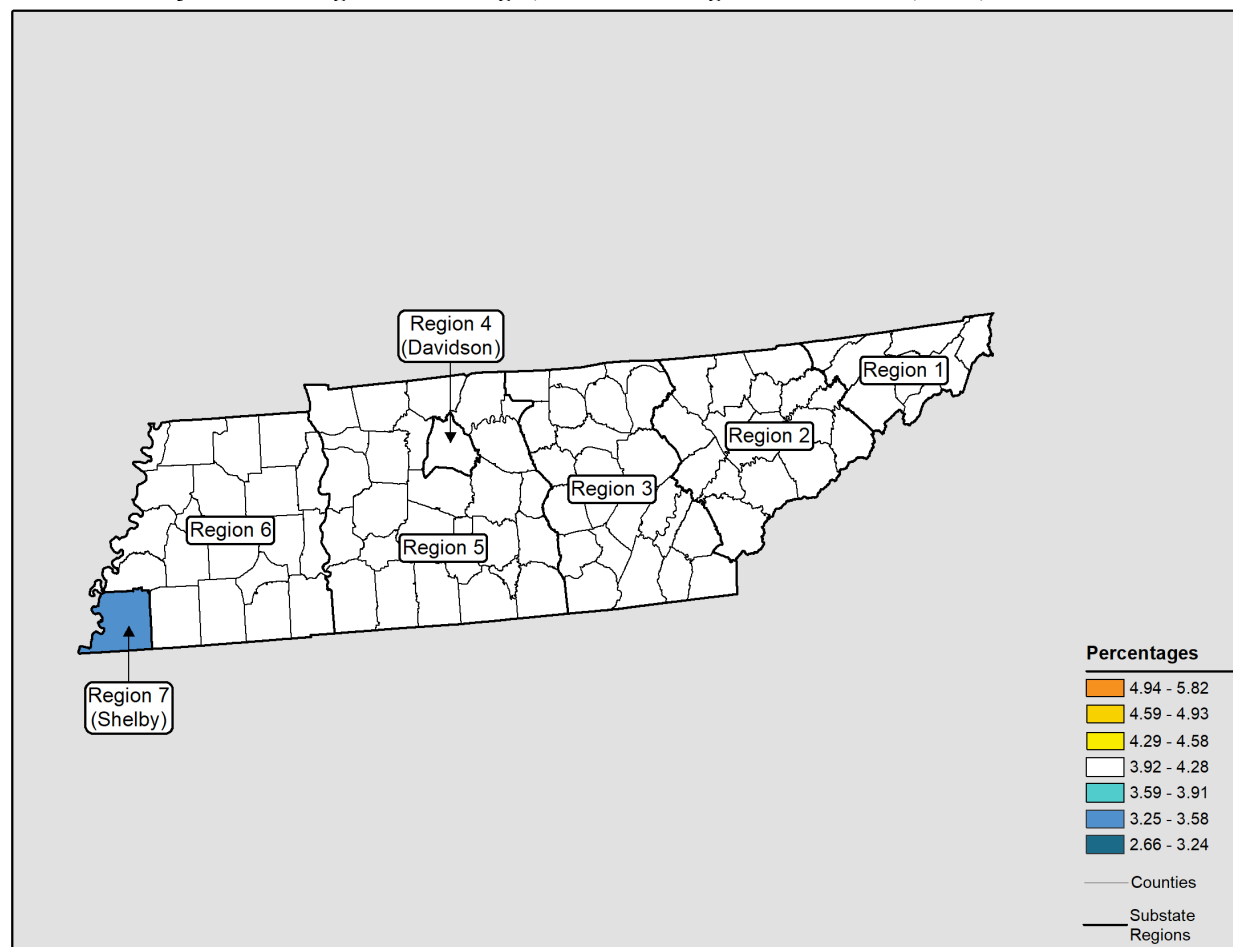 Region 4
(Davidson)
Region 1
Region 2
Region 3
Region 6
Region 5
Region 7
(Shelby)
Percentages
4.94 - 5.82
4.59 - 4.93
4.29 - 4.58
3.92 - 4.28
3.59 - 3.91
3.25 - 3.58
2.66 - 3.24
Counties
Substate
Regions